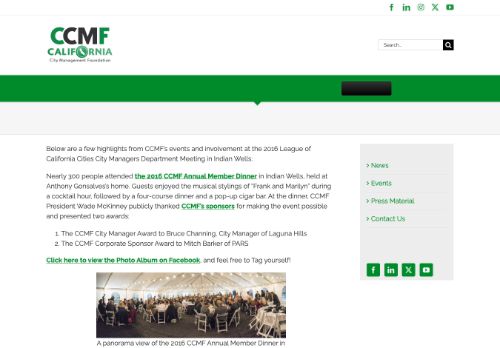 CCMF
CALIFORNIA
City Management Foundation
Search...
Below are a few highlights from CCMF's events and involvement at the 2016 League of
California Cities City Managers Department Meeting in Indian Wells:
Nearly 300 people attended the 2016 CCMF Annual Member Dinner in Indian Wells, held at
Anthony Gonsalves's home. Guests enjoyed the musical stylings of "Frank and Marilyn" during
a cocktail hour, followed by a four-course dinner and a pop-up cigar bar. At the dinner, CCMF
President Wade McKinney publicly thanked CCMF's sponsors for making the event possible
and presented two awards:
1. The CCMF City Manager Award to Bruce Channing, City Manager of Laguna Hills
2. The CCMF Corporate Sponsor Award to Mitch Barker of PARS
Click here to view the Photo Album on Facebook, and feel free to Tag yourself!
A panorama view of the 2016 CCMF Annual Member Dinner in
News
Events
Press Material
Contact Us